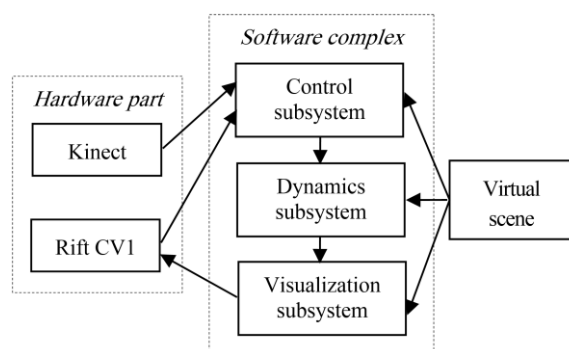 Software complex
Hardware part
Control
subsystem
Kinect
Dynamics
subsystem
Virtual
scene
Rift CV1
Visualization
subsystem